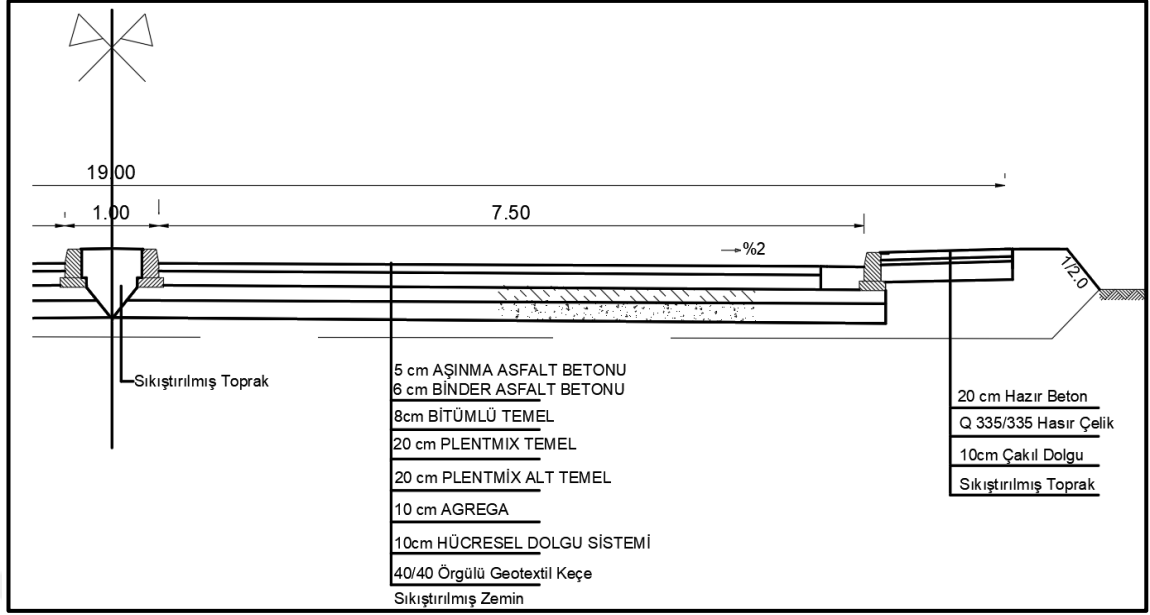 19.00
1.00
7.50
%2
1/2.0
Sıkıştırılmış Toprak
5 cm AŞINMA ASFALT BETONU
6 cm BİNDER ASFALT BETONU
8cm BİTÜMLÜ TEMEL
20 cm PLENTMIX TEMEL
20 cm PLENTMİX ALT TEMEL
10 cm AGREGA
10cm HÜCRESEL DOLGU SİSTEMİ
40/40 Örgülü Geotextil Keçe
Sıkıştırılmış Zemin
20 cm Hazır Beton
Q 335/335 Hasır Çelik
10cm Çakıl Dolgu
Sıkıştırılmış Toprak